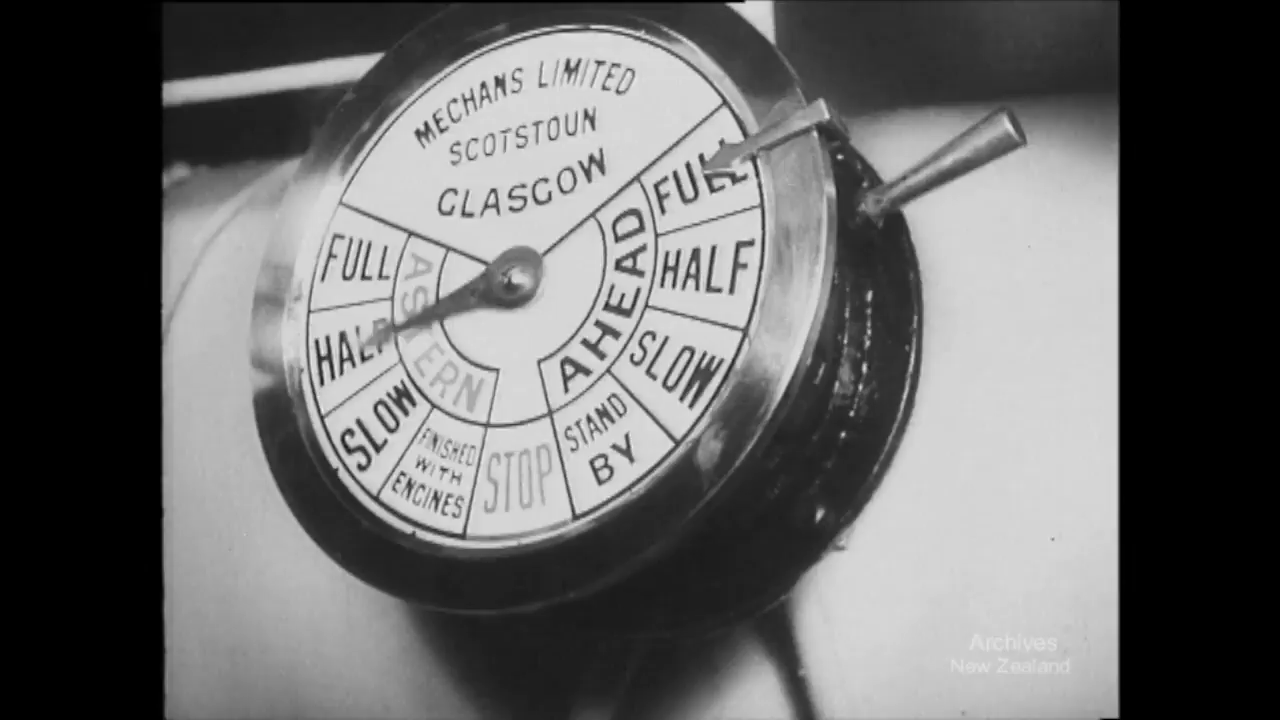 MECHANS LIMITED
SCOTSTOUN
GLASGOW
FULL
HALF
SLOW
ASTERN
FINISHED
WITH
ENGINES
STOP
STAND
BY
AHEAD
SLOW
HALF
FULL
Archives
New Zealand